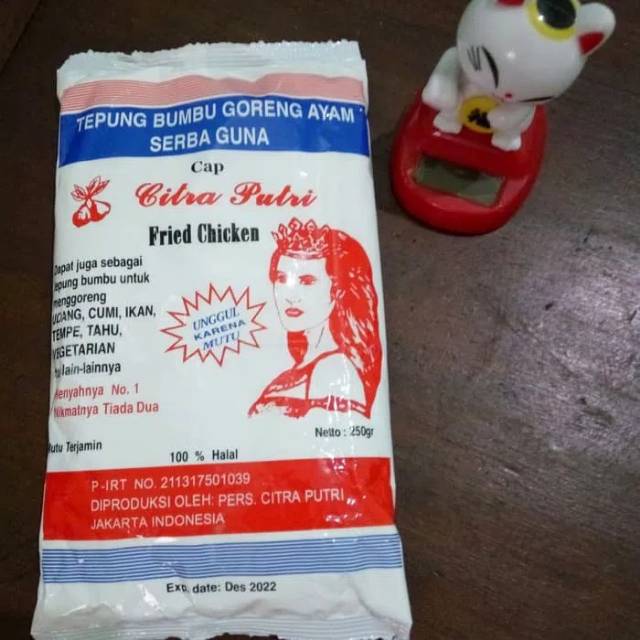 TEPUNG BUMBU GORENG AYAM
SERBA GUNA
Cap
Citra Putri
Fried Chicken
Dapat juga sebagai
tepung bumbu untuk
menggoreng
UDANG, CUMI, IKAN,
TEMPE, TAHU,
VEGETARIAN
lain-lainnya
Renyahnya No. 1
Nikmatnya Tiada Dua
UNGGUL
KARENA
MUTU
Mutu Terjamin
100 % Halal
Netto : 250gr
P-IRT NO. 211317501039
DIPRODUKSI OLEH: PERS. CITRA PUTRI
JAKARTA INDONESIA
Exp. date: Des 2022